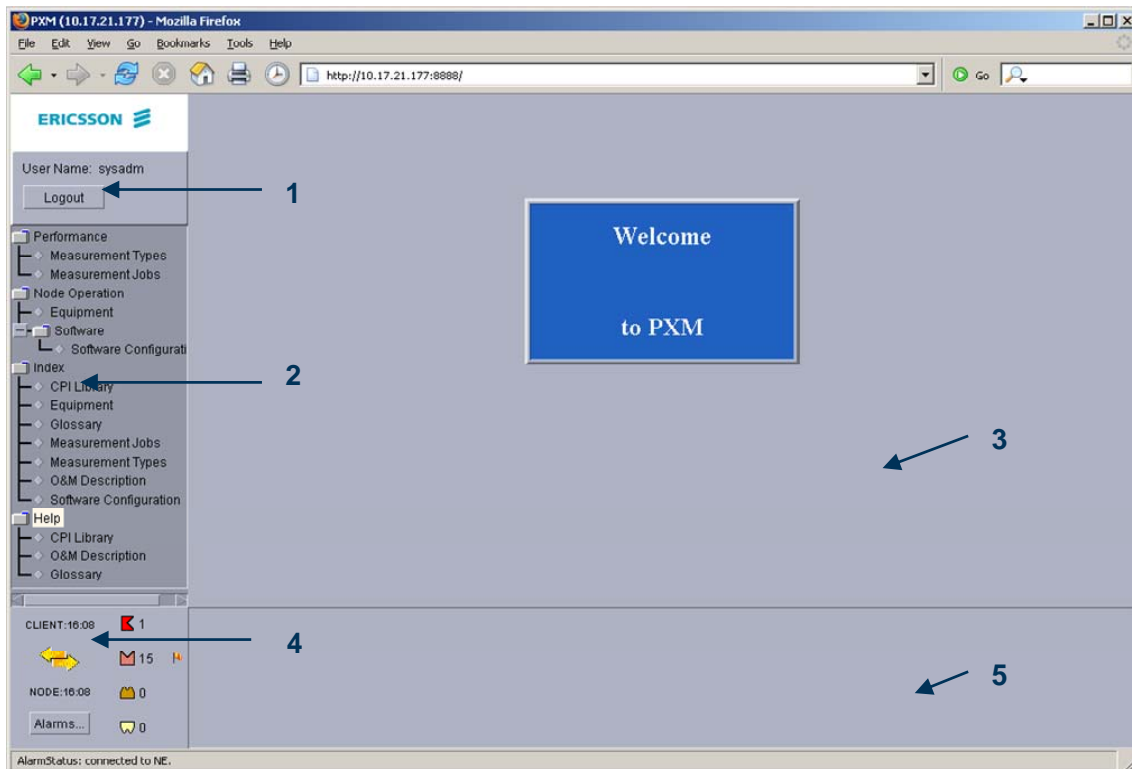 PXM (10.17.21.177) - Mozilla Firefox
File Edit View Go Bookmarks Tools Help
http://10.17.21.177:8888/ Go
ERICSSON
User Name: sysadm
Logout
1
Performance
Measurement Types
Measurement Jobs
Node Operation
Equipment
Software
Software Configurati
Index
CPI Library
Equipment
Glossary
Measurement Jobs
Measurement Types
O&M Description
Software Configuration
Help
CPI Library
O&M Description
Glossary
2
Welcome
to PXM
3
CLIENT:16:08 1
15
NODE:16:08 0
Alarms... 0
4
5
AlarmStatus: connected to NE.